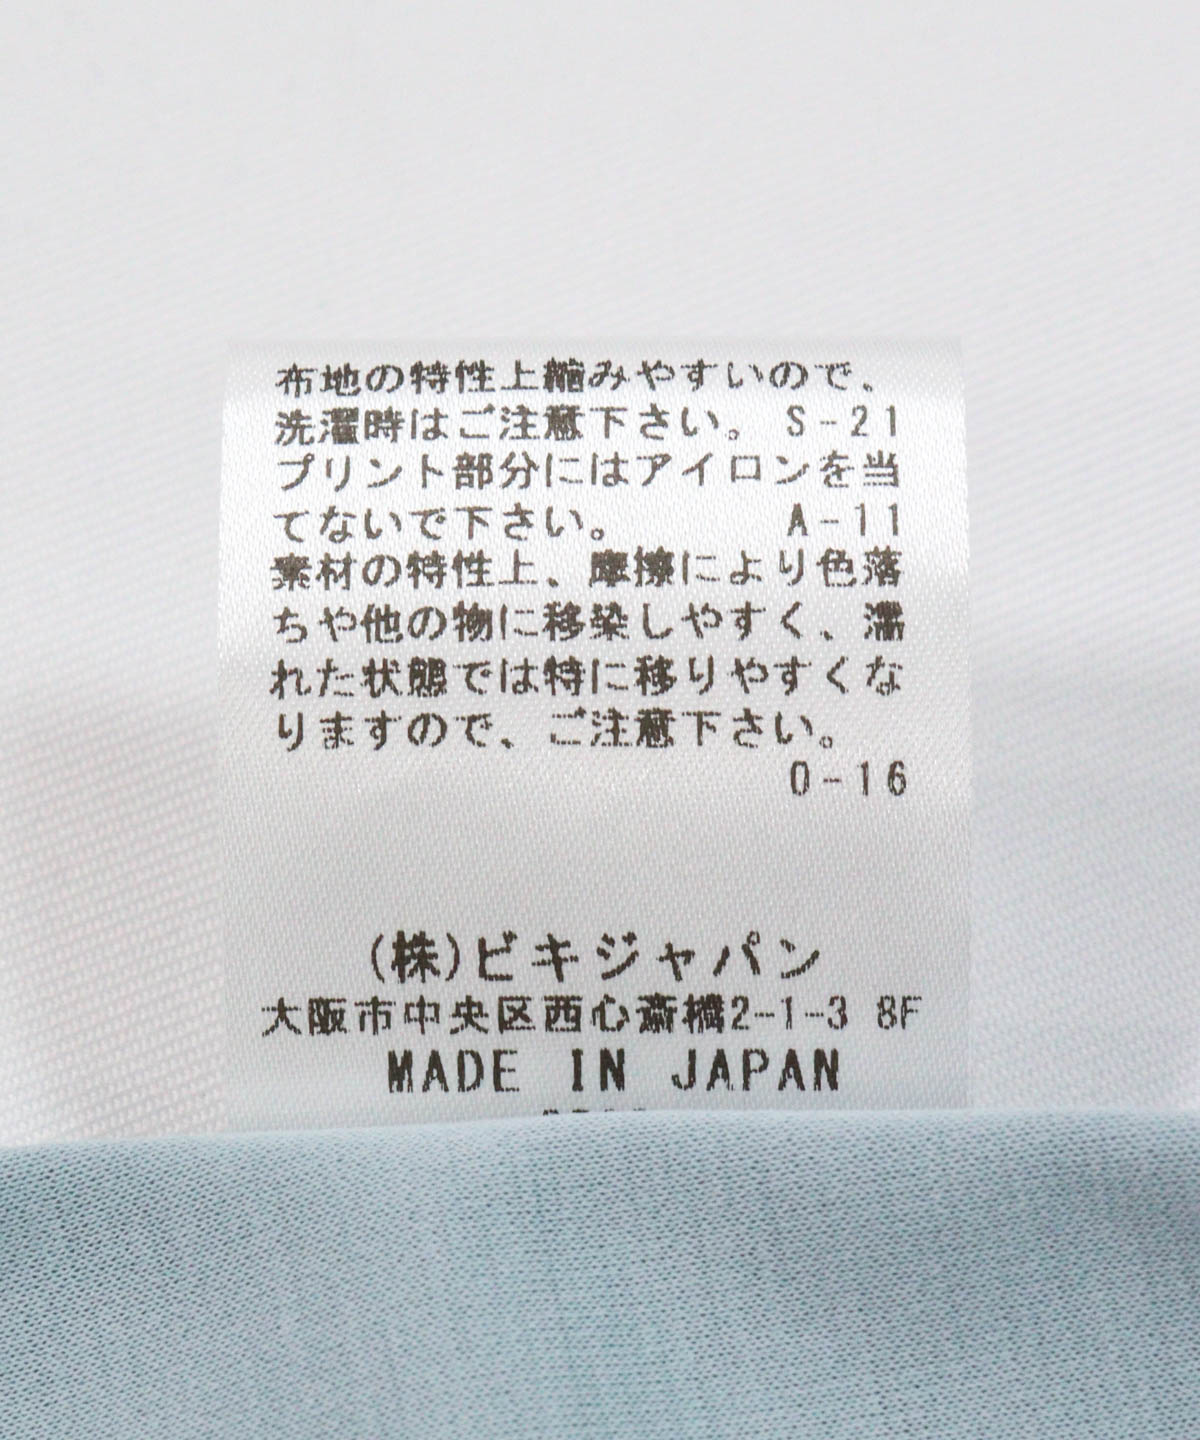 布地の特性上縮みやすいので、
洗濯時はご注意下さい。 S-21
プリント部分にはアイロンを当
てないで下さい。 A-11
素材の特性上、摩擦により色落
ちや他の物に移染しやすく、濡
れた状態では特に移りやすくな
りますので、ご注意下さい。
O-16
(株)ビキジャパン
大阪市中央区西心斎橋2-1-3 8F
MADE IN JAPAN